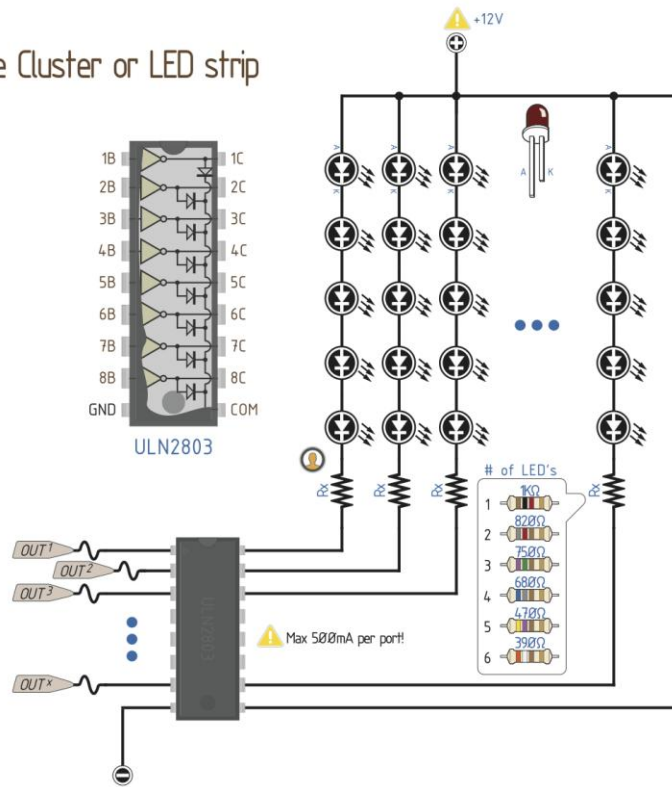 +12V
e Cluster or LED strip
A
K
A
A
A
K
A
K
1B
1C
2B
2C
3B
3C
4B
4C
5B
5C
6B
6C
7B
7C
8B
8C
GND
COM
ULN2803
# of LED's
Rx
Rx
Rx
Rx
1
1KΩ
2
820Ω
3
750Ω
4
680Ω
5
470Ω
6
390Ω
OUT1
OUT2
OUT3
OUTx
ULN2803
Max 500mA per port!